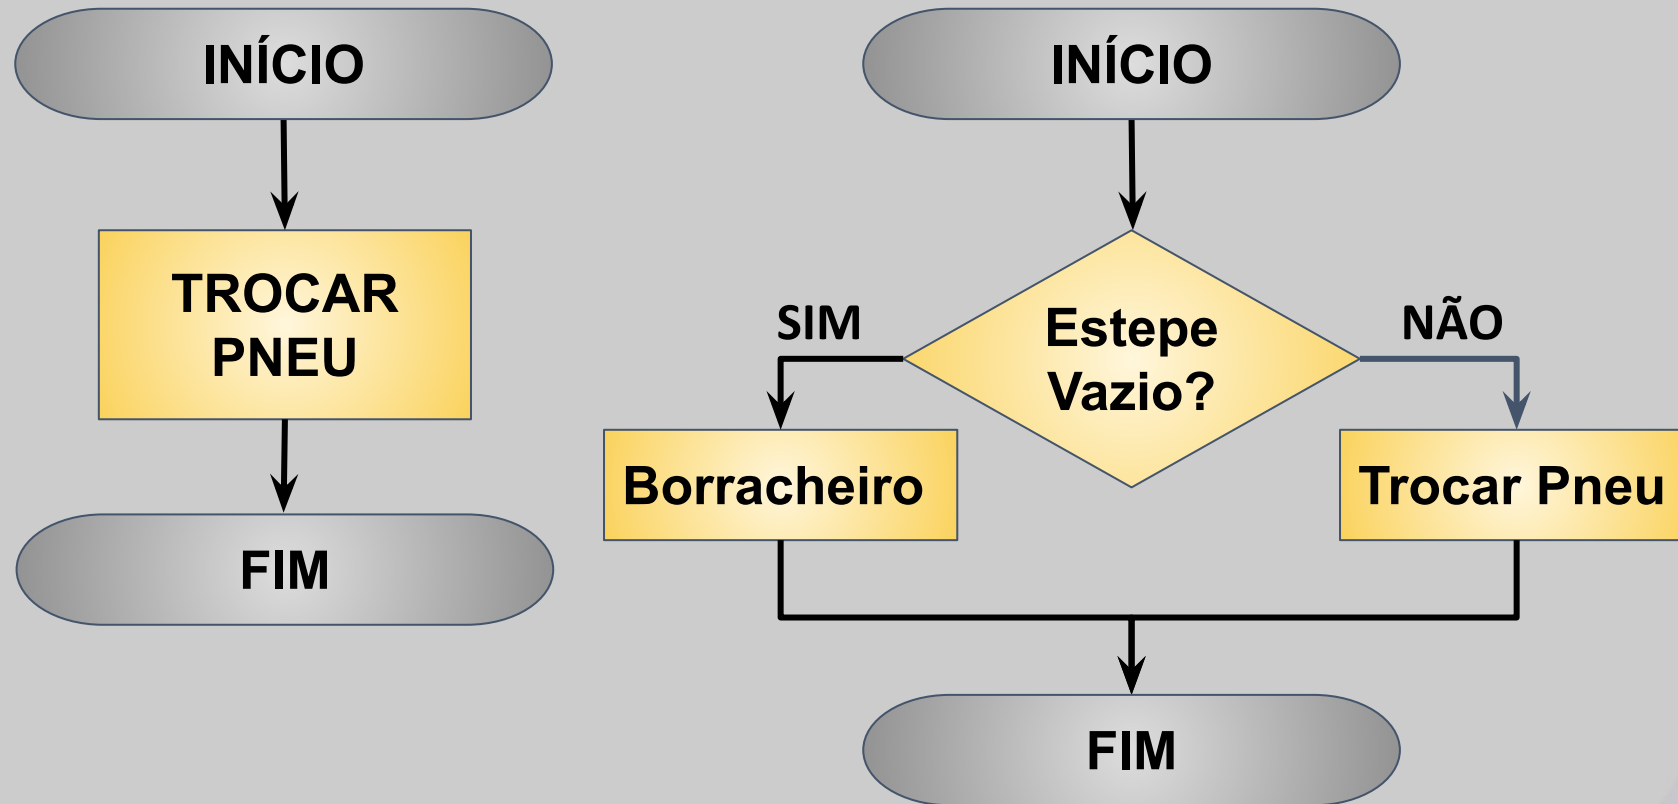 INÍCIO
TROCAR
PNEU
FIM
INÍCIO
Estepe
Vazio?
SIM
NÃO
Borracheiro
Trocar Pneu
FIM